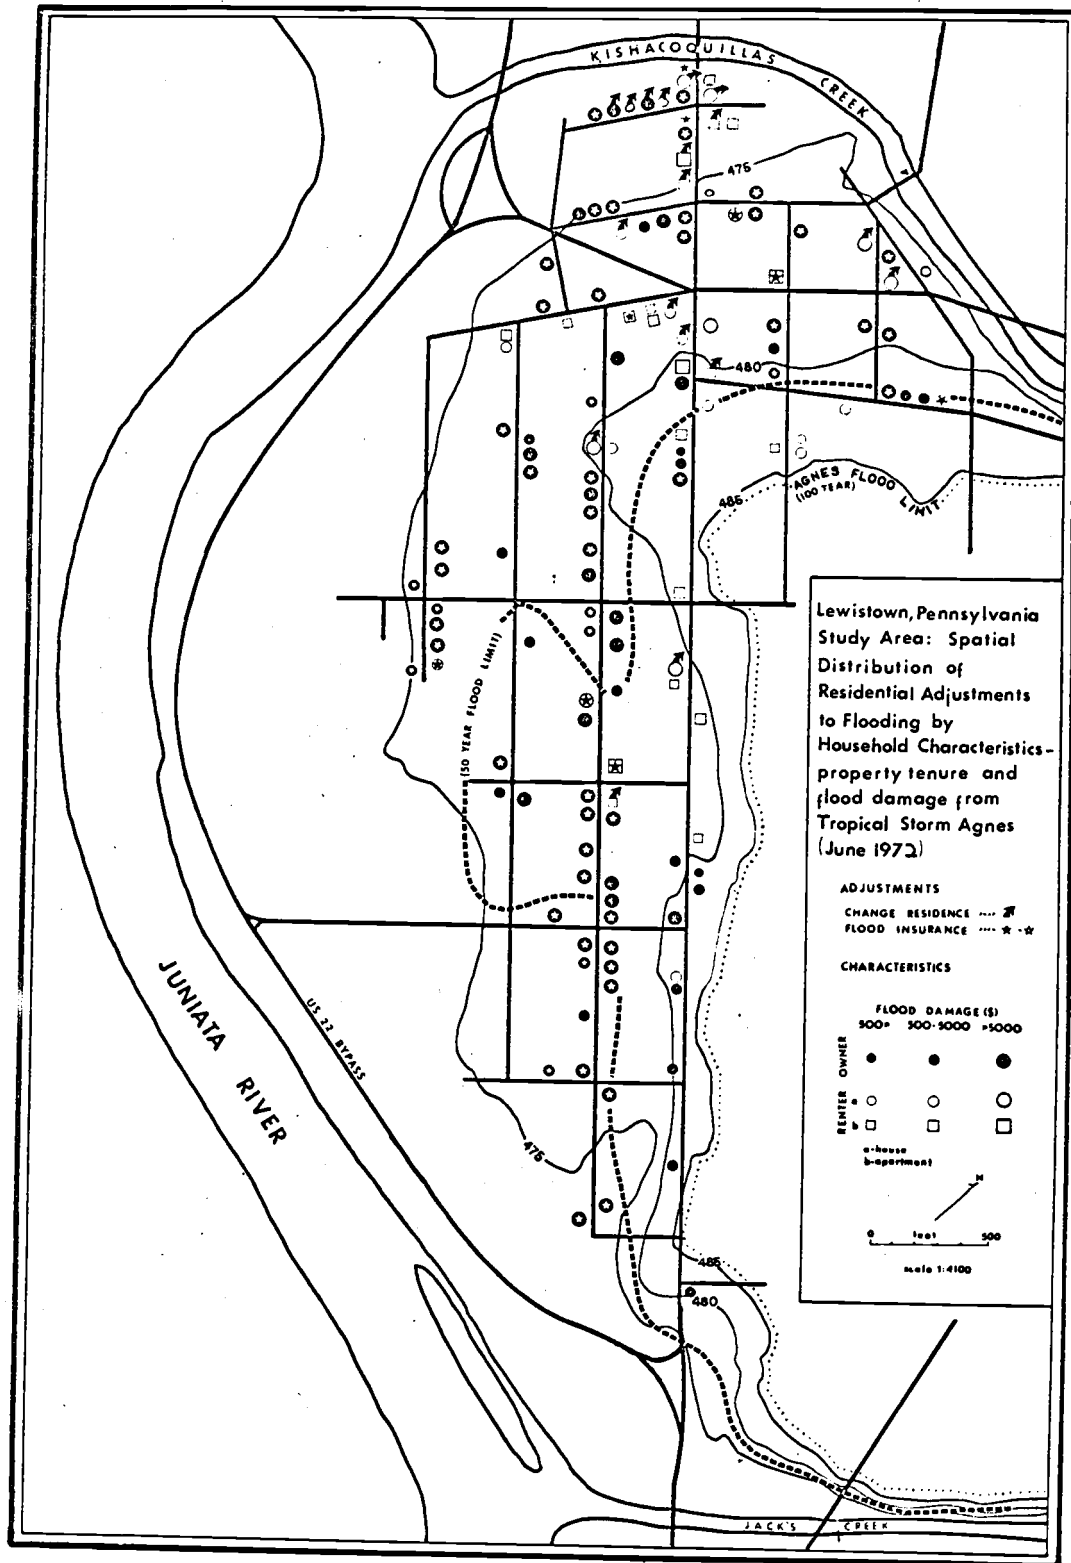 KISHACOQUILLAS CREEK
475
480
485
AGNES FLOOD LIMIT
(100 YEAR)
(50 YEAR FLOOD LIMIT)
Lewistown, Pennsylvania
Study Area: Spatial
Distribution of
Residential Adjustments
to Flooding by
Household Characteristics-
property tenure and
flood damage from
Tropical Storm Agnes
(June 1972)
ADJUSTMENTS
CHANGE RESIDENCE ....
FLOOD INSURANCE ....
CHARACTERISTICS
FLOOD DAMAGE ($)
500> 500-5000 >5000
OWNER
RENTER
a
b
a-house
b-apartment
N
0 feet 500
scale 1:4100
JUNIATA
RIVER
US 22 BYPASS
475
485
480
JACK'S CREEK